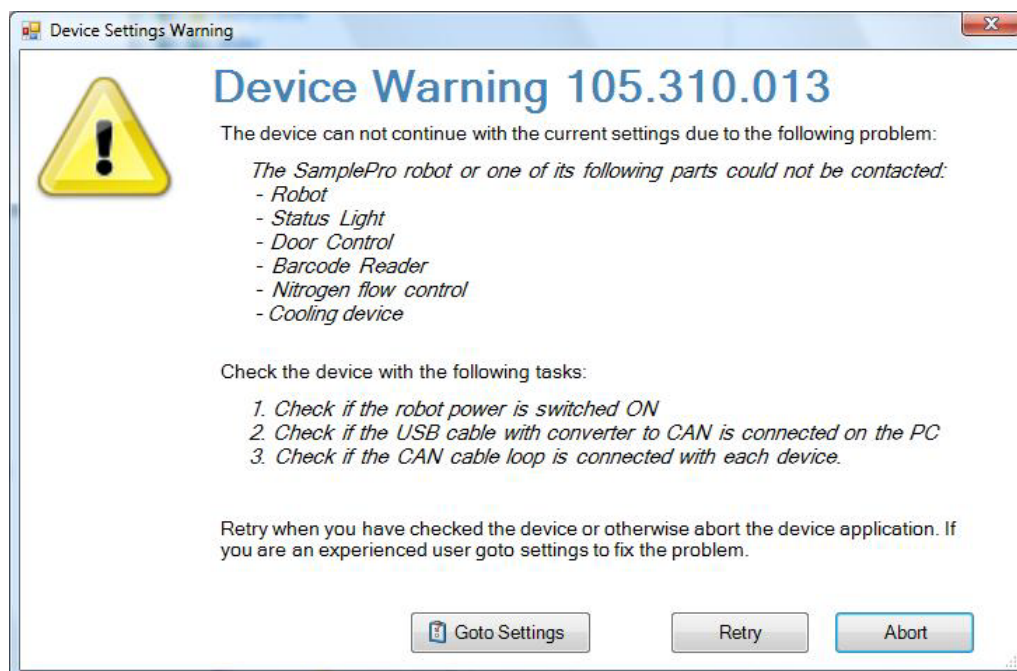 Device Settings Warning
Device Warning 105.310.013
The device can not continue with the current settings due to the following problem:
The SamplePro robot or one of its following parts could not be contacted:
- Robot
- Status Light
- Door Control
- Barcode Reader
- Nitrogen flow control
- Cooling device
Check the device with the following tasks:
1. Check if the robot power is switched ON
2. Check if the USB cable with converter to CAN is connected on the PC
3. Check if the CAN cable loop is connected with each device.
Retry when you have checked the device or otherwise abort the device application. If
you are an experienced user goto settings to fix the problem.
Goto Settings
Retry
Abort